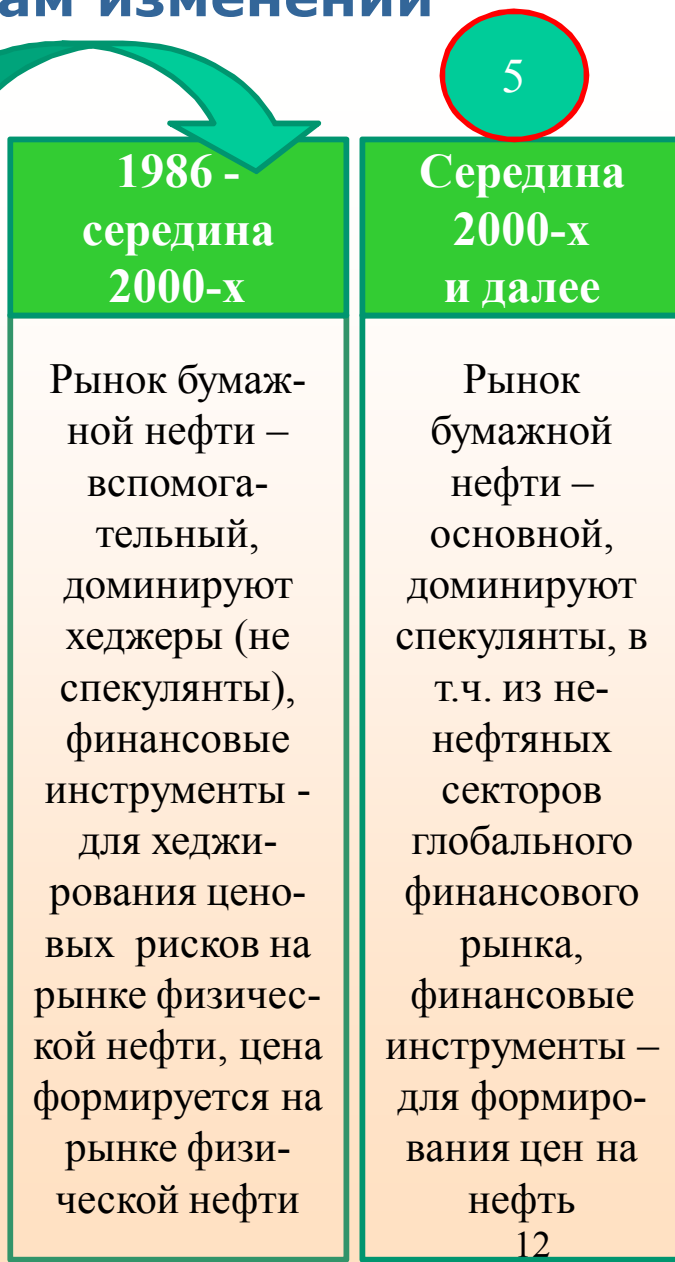 ам изменений
5
1986 -
середина
2000-х
Рынок бумаж-
ной нефти –
вспомога-
тельный,
доминируют
хеджеры (не
спекулянты),
финансовые
инструменты -
для хеджи-
рования цено-
вых рисков на
рынке физичес-
кой нефти, цена
формируется на
рынке физи-
ческой нефти
Середина
2000-х
и далее
Рынок
бумажной
нефти –
основной,
доминируют
спекулянты, в
т.ч. из не-
нефтяных
секторов
глобального
финансового
рынка,
финансовые
инструменты –
для формиро-
вания цен на
нефть
12